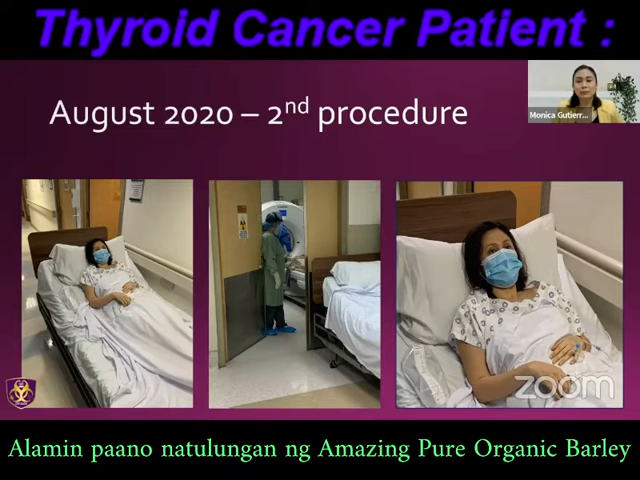 Thyroid Cancer Patient :
August 2020 – 2nd procedure
Monica Gutierr...
zoom
Alamin paano natulungan ng Amazing Pure Organic Barley